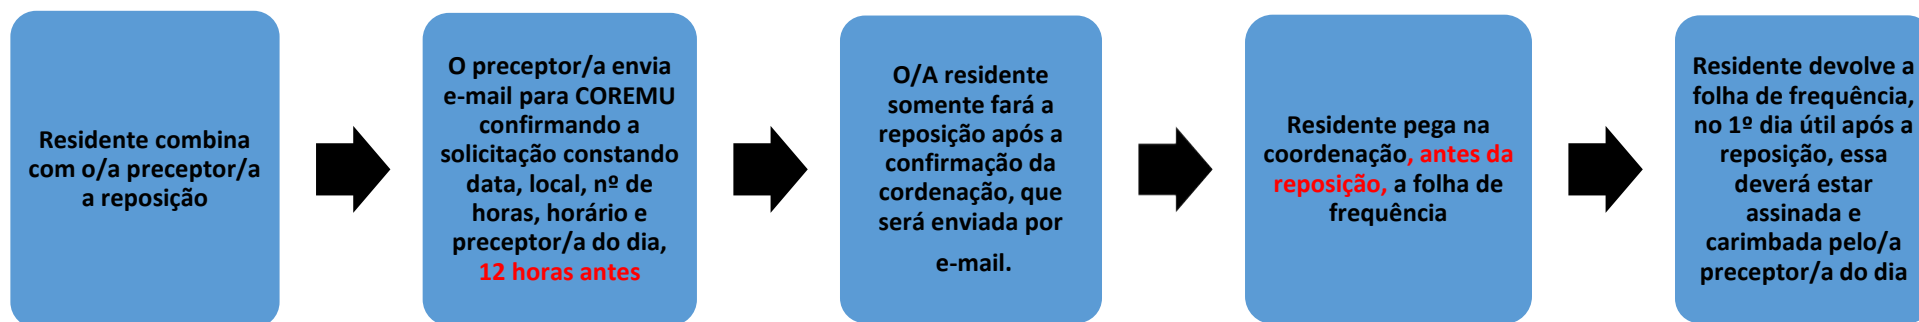 Residente combina
com o/a preceptor/a
a reposição
O preceptor/a envia
e-mail para COREMU
confirmando a
solicitação constando
data, local, nº de
horas, horário e
preceptor/a do dia,
12 horas antes
O/A residente
somente fará a
reposição após a
confirmação da
cordenação, que
será enviada por
e-mail.
Residente pega na
coordenação, antes da
reposição, a folha de
frequência
Residente devolve a
folha de frequência,
no 1º dia útil após a
reposição, essa
deverá estar
assinada e
carimbada pelo/a
preceptor/a do dia